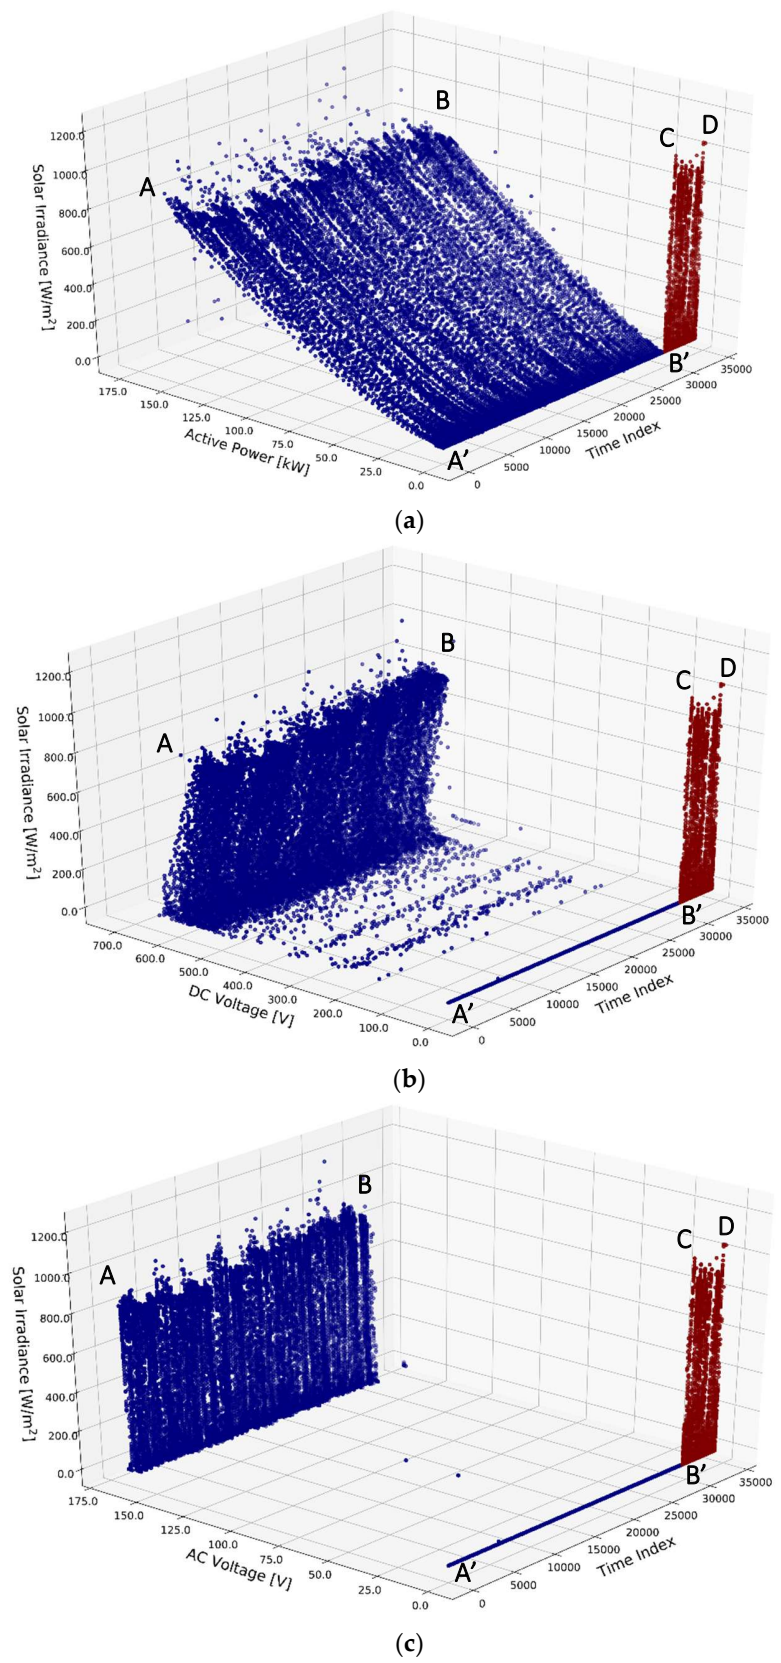 B
D
C
A
1200.0
1000.0
800.0
600.0
400.0
200.0
0.0
Solar Irradiance [W/m²]
B’
35000
30000
25000
20000
15000
10000
5000
0
Time Index
A’
175.0
150.0
125.0
100.0
75.0
50.0
25.0
0.0
Active Power [kW]
(a)
B
D
C
A
1200.0
1000.0
800.0
600.0
400.0
200.0
0.0
Solar Irradiance [W/m²]
B’
35000
30000
25000
20000
15000
10000
5000
0
Time Index
A’
700.0
600.0
500.0
400.0
300.0
200.0
100.0
0.0
DC Voltage [V]
(b)
B
D
C
A
1200.0
1000.0
800.0
600.0
400.0
200.0
0.0
Solar Irradiance [W/m²]
B’
35000
30000
25000
20000
15000
10000
5000
0
Time Index
A’
175.0
150.0
125.0
100.0
75.0
50.0
25.0
0.0
AC Voltage [V]
(c)